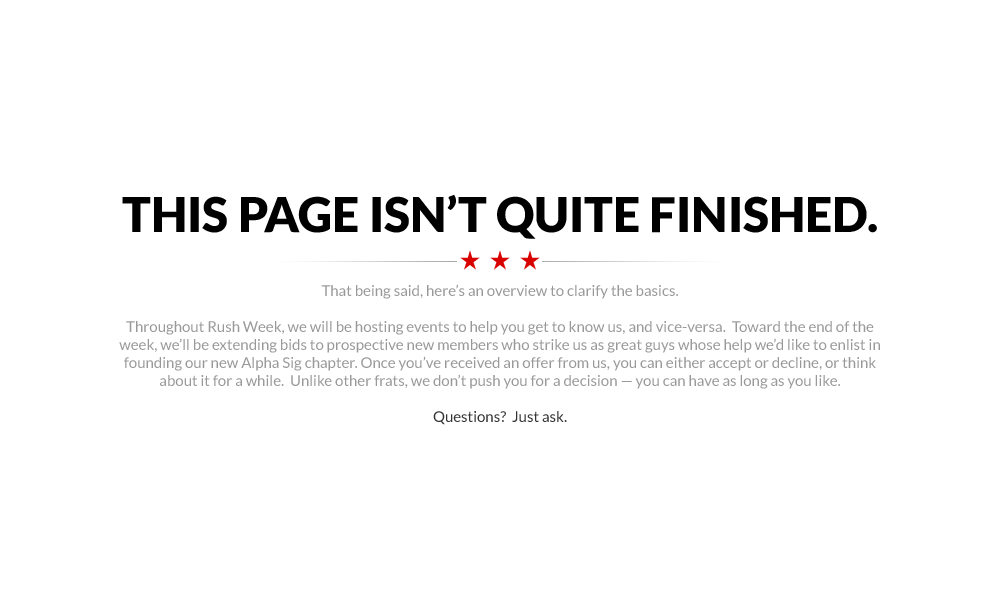 THIS PAGE ISN’T QUITE FINISHED.
That being said, here’s an overview to clarify the basics.
Throughout Rush Week, we will be hosting events to help you get to know us, and vice-versa.  Toward the end of the
week, we’ll be extending bids to prospective new members who strike us as great guys whose help we’d like to enlist in
founding our new Alpha Sig chapter. Once you’ve received an offer from us, you can either accept or decline, or think
about it for a while.  Unlike other frats, we don’t push you for a decision — you can have as long as you like.
Questions?  Just ask.